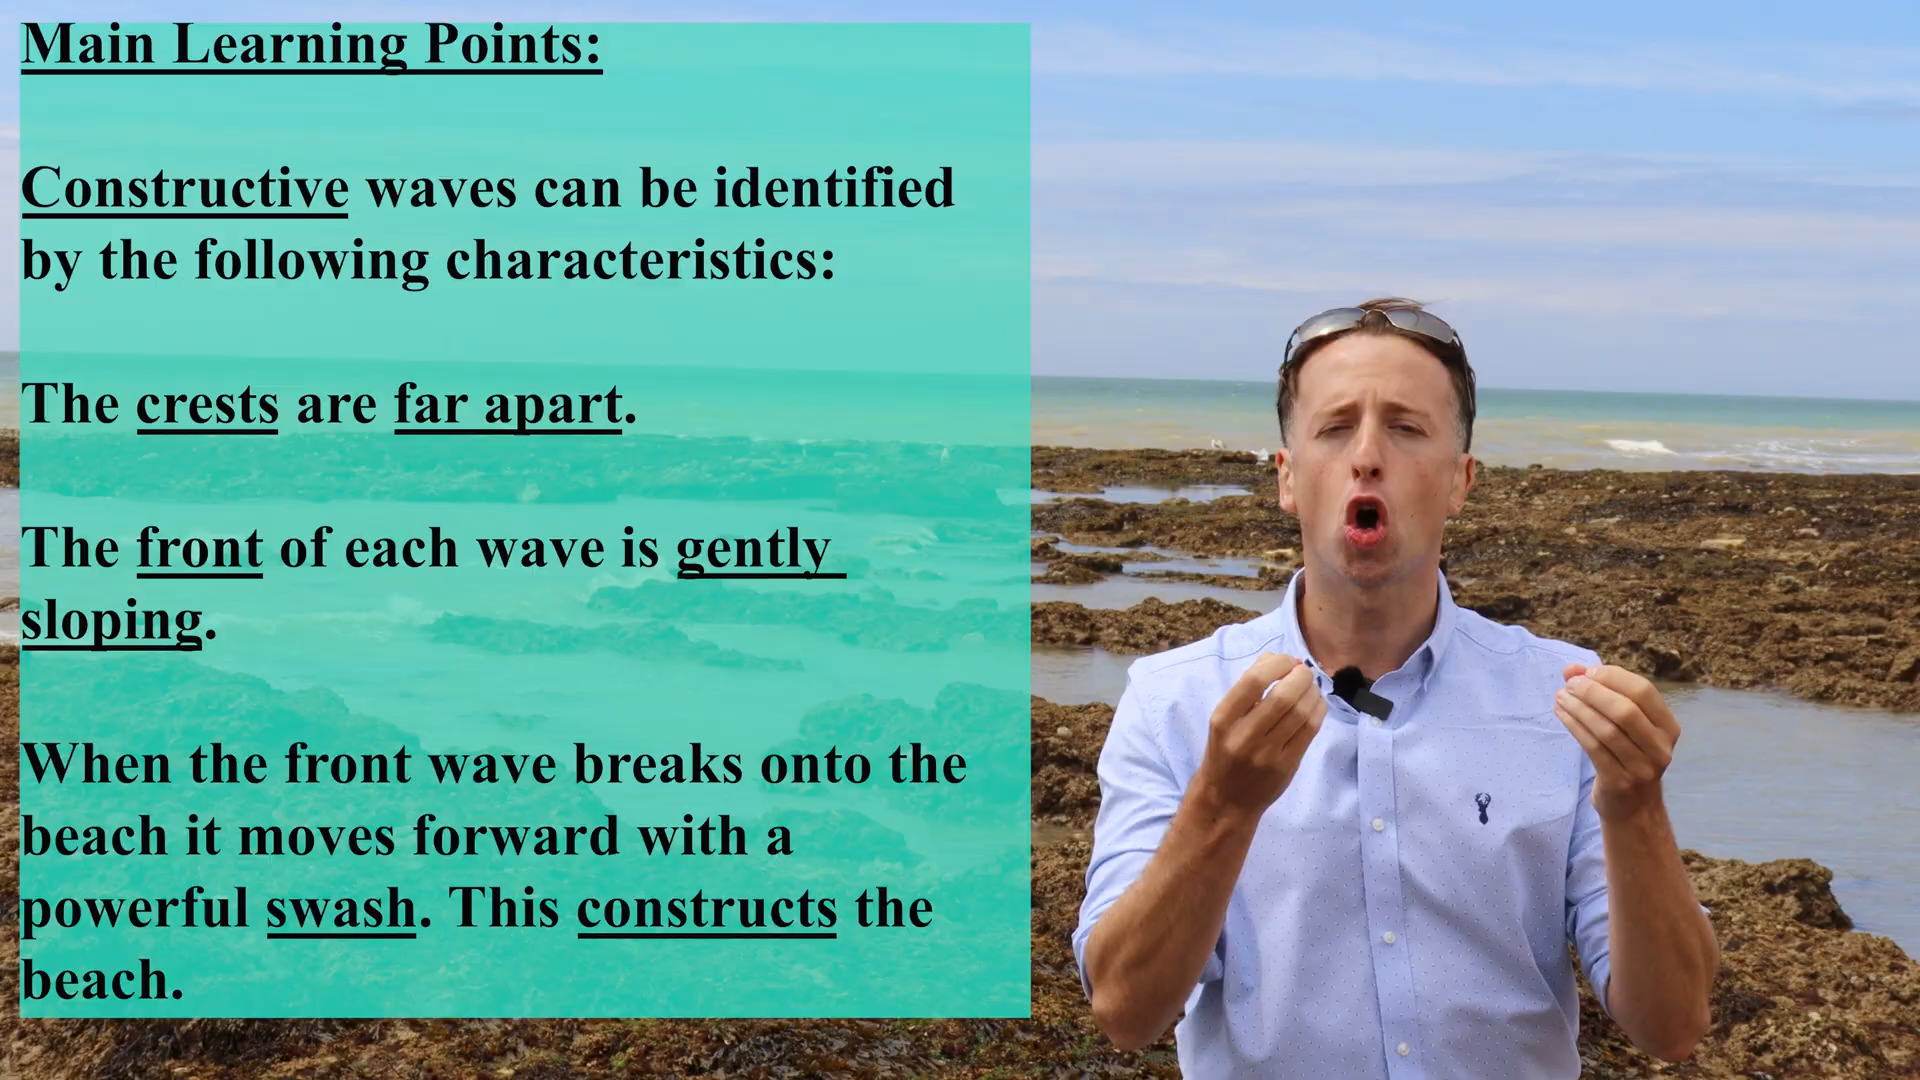 Main Learning Points:
Constructive waves can be identified
by the following characteristics:
The crests are far apart.
The front of each wave is gently
sloping.
When the front wave breaks onto the
beach it moves forward with a
powerful swash. This constructs the
beach.